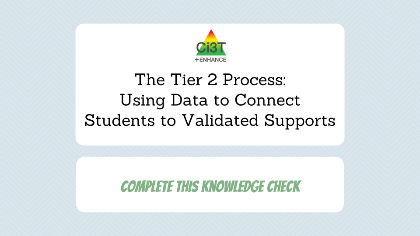 Ci3T
+ENHANCE
The Tier 2 Process:
Using Data to Connect
Students to Validated Supports
COMPLETE THIS KNOWLEDGE CHECK